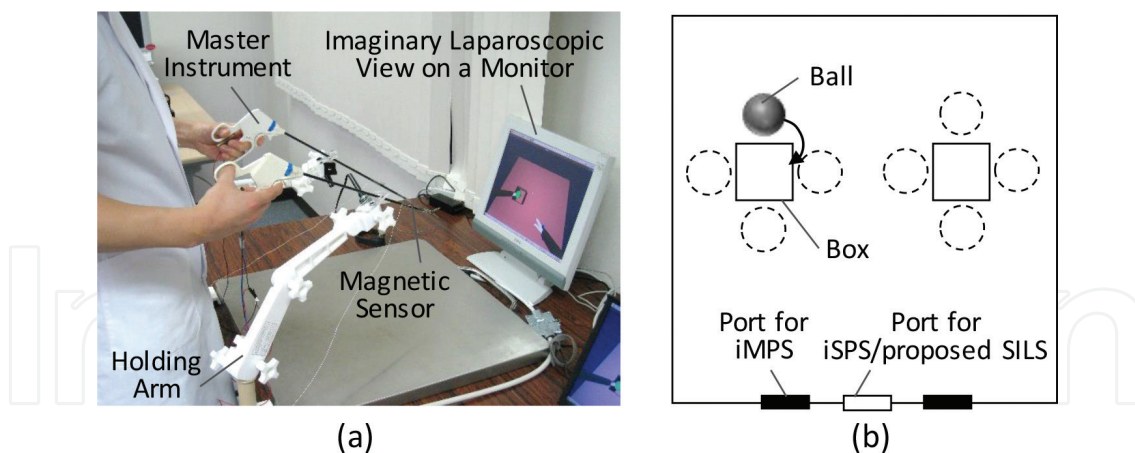 Master
Instrument
Imaginary Laparoscopic
View on a Monitor
Magnetic
Sensor
Holding
Arm
(a)
Ball
Box
Port for
iMPS
Port for
iSPS/proposed SILS
(b)